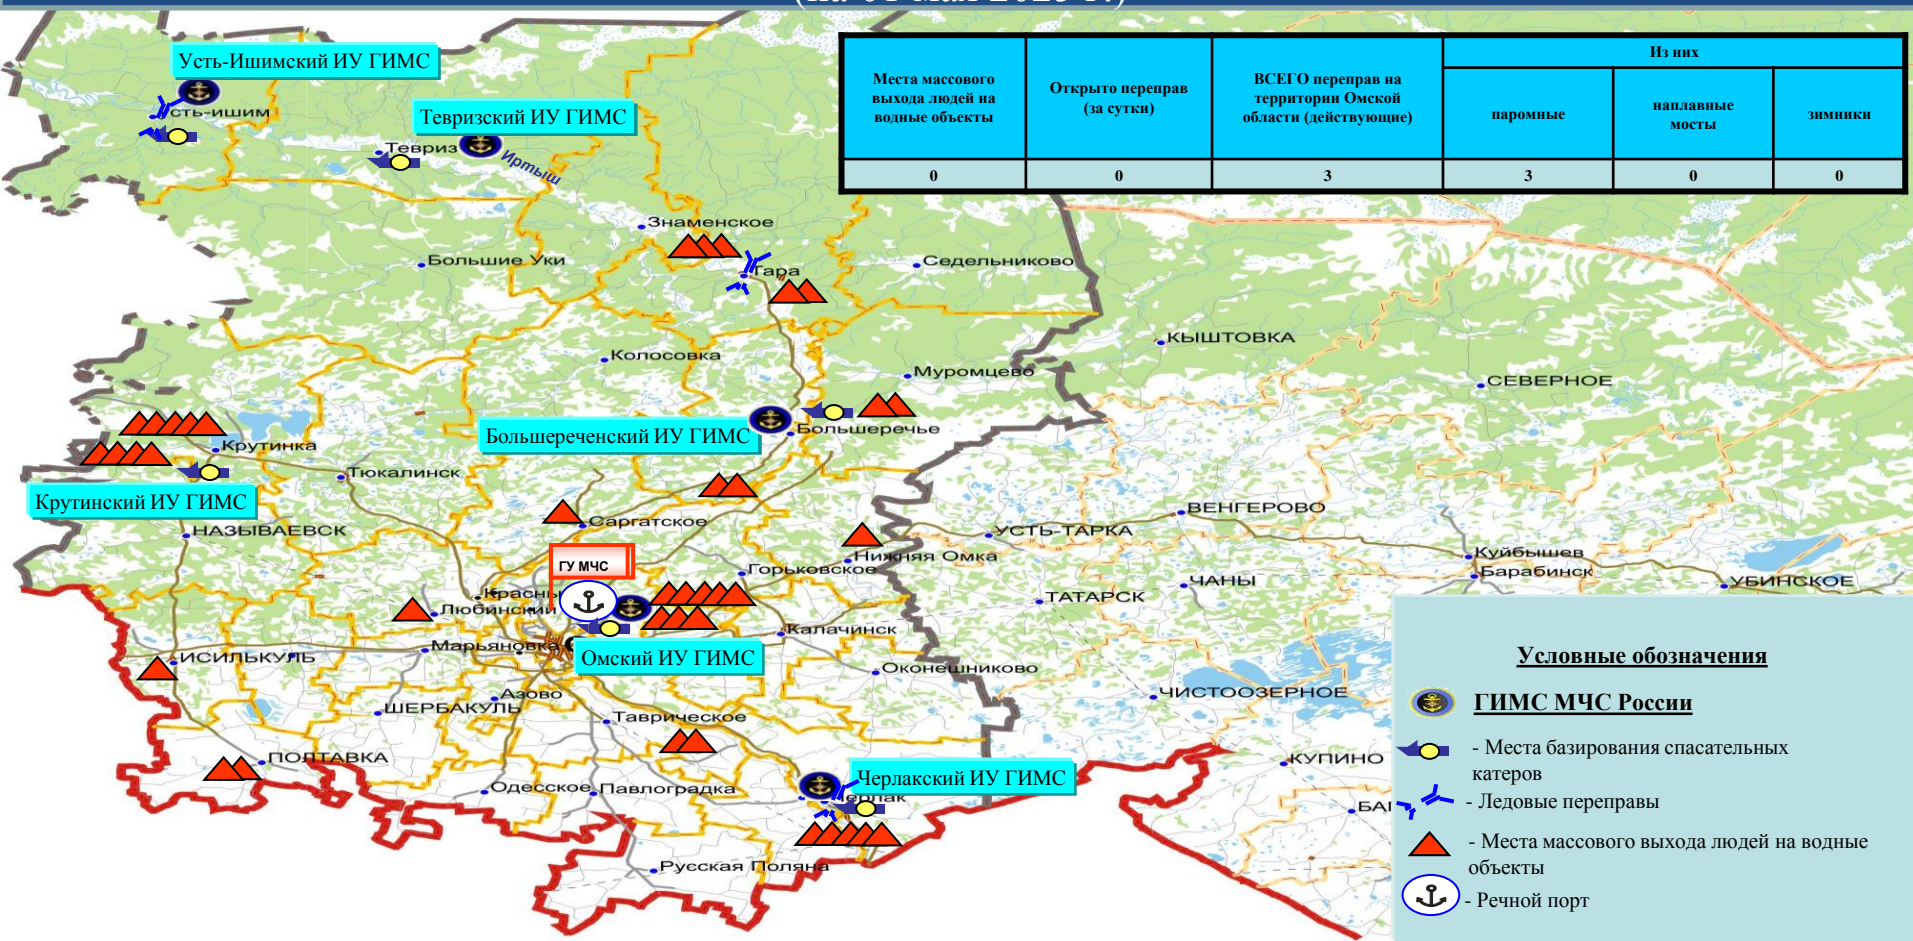 Усть-Ишимский ИУ ГИМС
Тевризский ИУ ГИМС
Места массового
выхода людей на
водные объекты
Открыто переправ
(за сутки)
ВСЕГО переправ на
территории Омской
области (действующие)
Из них
паромные
наплавные
мосты
зимники
0
0
3
3
0
0
сть-ишим
Тевриз
Иртыш
Знаменское
Большие Уки
Тара
Седельниково
Колосовка
КЫШТОВКА
Муромцево
СЕВЕРНОЕ
Большереченский ИУ ГИМС
Большеречье
Крутинка
Тюкалинск
Крутинский ИУ ГИМС
НАЗЫВАЕВСК
Саргатское
УСТЬ-ТАРКА
ВЕНГЕРОВО
Нижняя Омка
Куйбышев
ГУ МЧС
Горьковское
Барабинск
ЧАНЫ
УБИНСКОЕ
Красны
Любинский
ТАТАРСК
Калачинск
Марьяновка
Омский ИУ ГИМС
ИСИЛЬКУЛЬ
Оконешниково
Азово
ЧИСТООЗЕРНОЕ
ШЕРБАКУЛЬ
Таврическое
ПОЛТАВКА
КУПИНО
Черлакский ИУ ГИМС
Одесское
Павлоградка
ерлак
Русская Поляна
Условные обозначения
ГИМС МЧС России
- Места базирования спасательных
катеров
- Ледовые переправы
- Места массового выхода людей на водные
объекты
- Речной порт